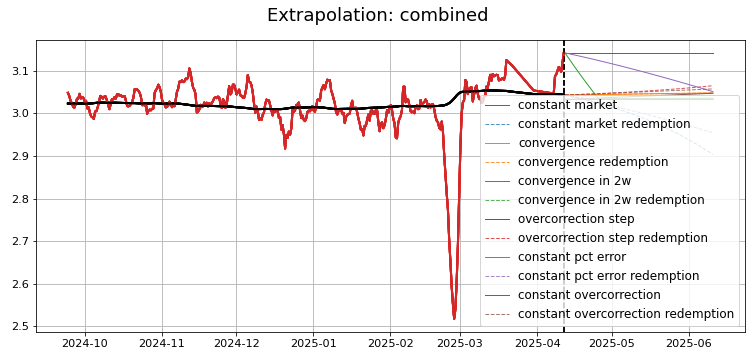 Extrapolation: combined
3.1
3.0
2.9
2.8
2.7
2.6
2.5
constant market
constant market redemption
convergence
convergence redemption
convergence in 2w
convergence in 2w redemption
overcorrection step
overcorrection step redemption
constant pct error
constant pct error redemption
constant overcorrection
constant overcorrection redemption
2024-10 2024-11 2024-12 2025-01 2025-02 2025-03 2025-04 2025-05 2025-06